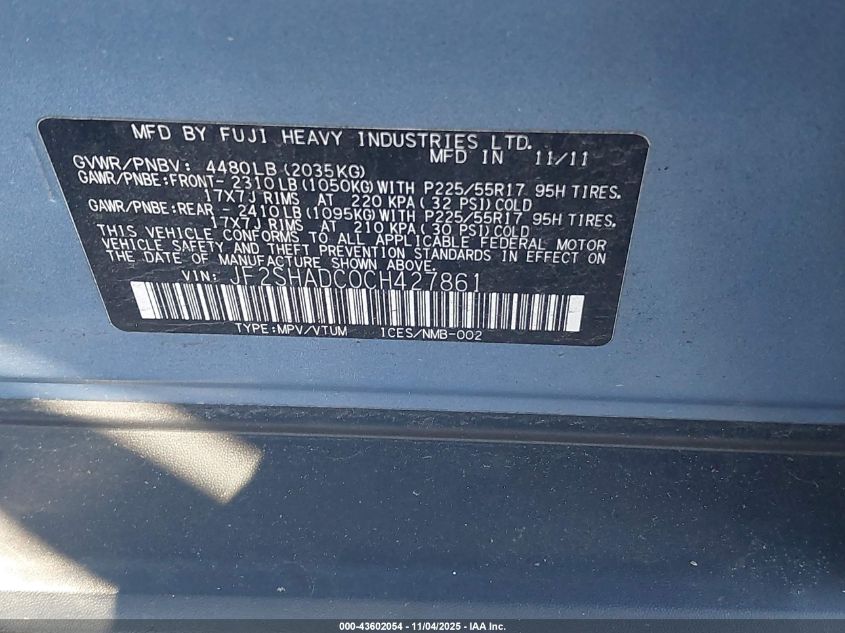 MFD BY FUJI HEAVY INDUSTRIES LTD.
MFD IN 11/11
GVWR/PNBV: 4480LB(2035KG)
GAWR/PNBE:FRONT- 2310LB(1050KG)WITH P225/55R17 95H TIRES.
17X7J RIMS AT 220 KPA(32 PSI)COLD
GAWR/PNBE:REAR - 2410LB(1095KG)WITH P225/55R17 95H TIRES.
17X7J RIMS AT 210 KPA(30 PSI)COLD
THIS VEHICLE CONFORMS TO ALL APPLICABLE FEDERAL MOTOR
VEHICLE SAFETY AND THEFT PREVENTION STANDARDS IN EFFECT ON
THE DATE OF MANUFACTURE SHOWN ABOVE.
VIN: JF2SHADC0CH427861
TYPE:MPV/VTUM ICES/NMB-002
000-43602054 - 11/04/2025 - IAA Inc.